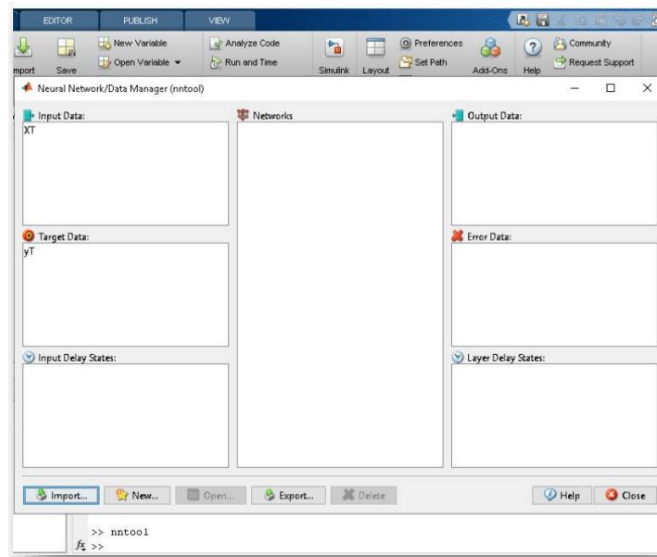 EDITOR PUBLISH VIEW
New Variable Analyze Code Preferences Community
Open Variable Run and Time Set Path Request Support
mport Save Simulink Layout Add-Ons Help
Neural Network/Data Manager (nntool)
Input Data: Networks Output Data:
XT
Target Data: Error Data:
yT
Input Delay States: Layer Delay States:
Import... New... Open... Export... Delete Help Close
>> nntool
fx >>